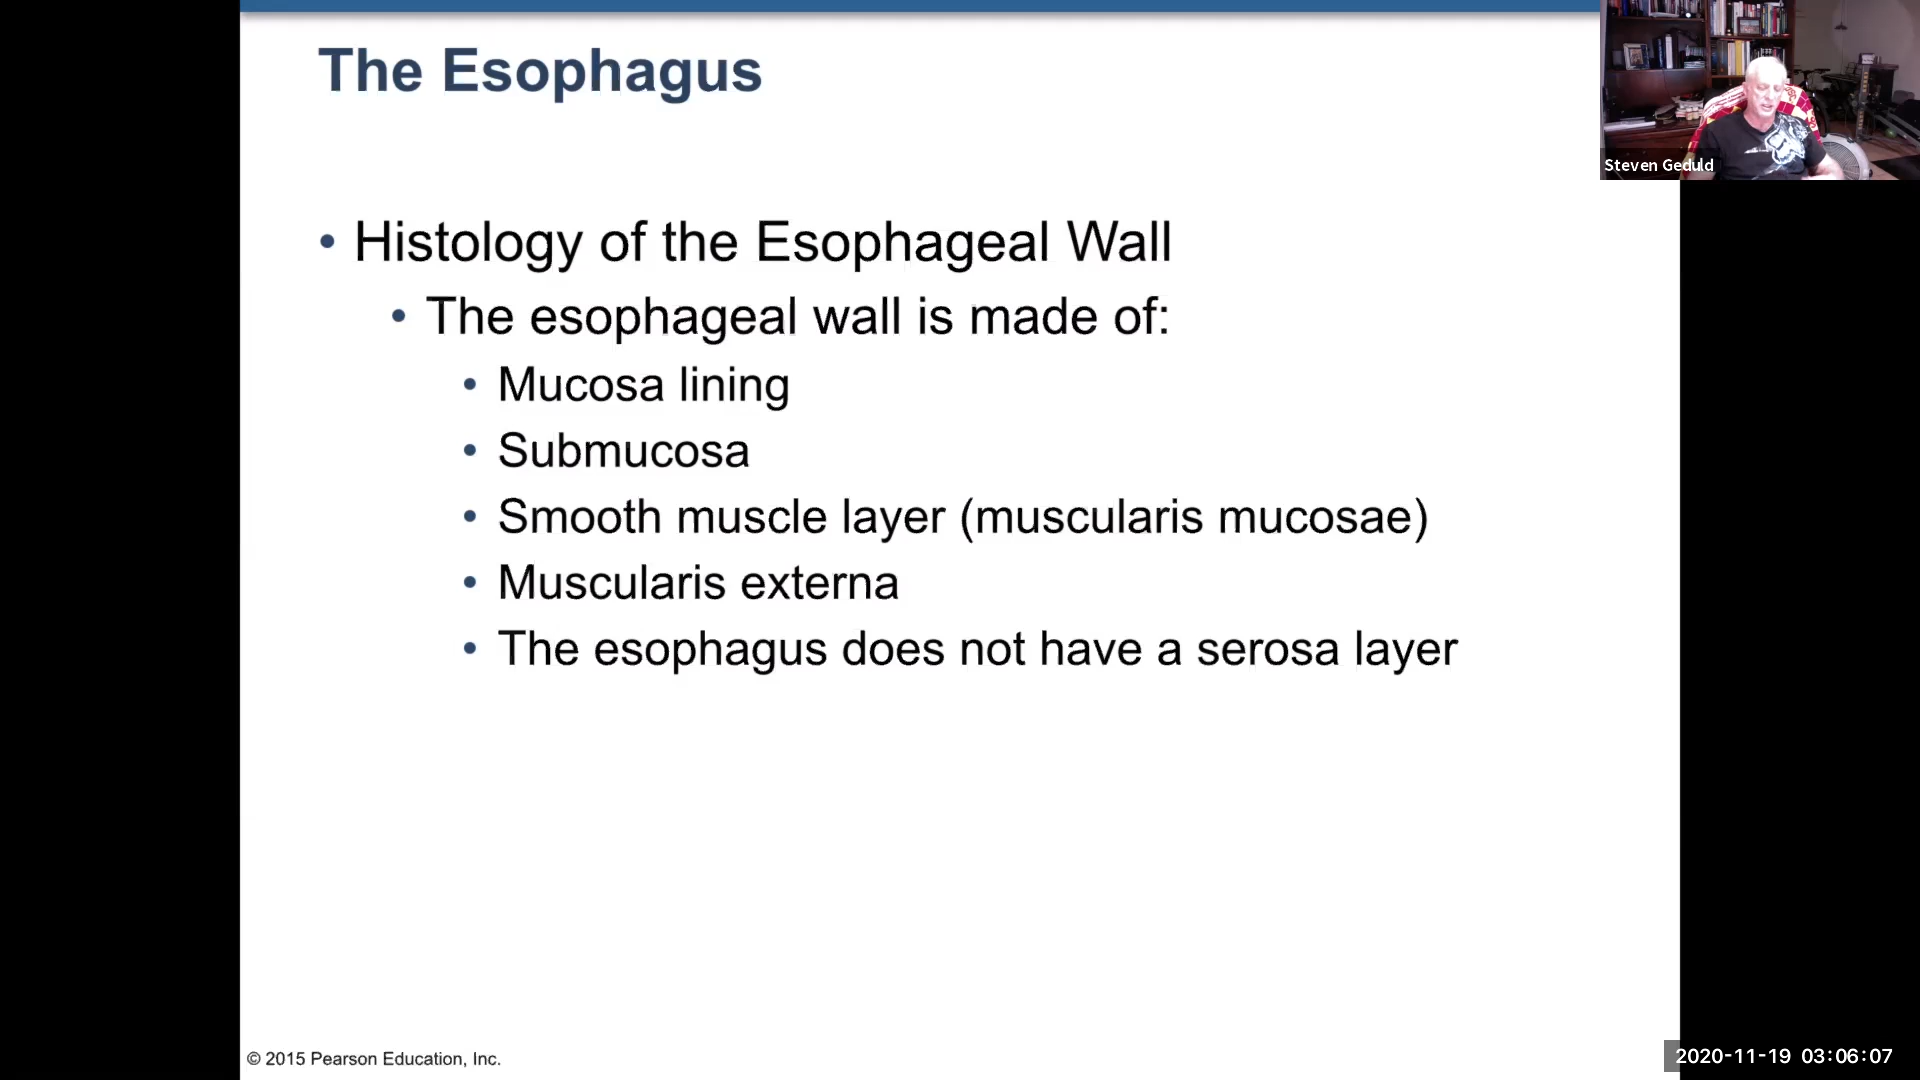 The Esophagus
Steven Geduld
• Histology of the Esophageal Wall
• The esophageal wall is made of:
• Mucosa lining
• Submucosa
• Smooth muscle layer (muscularis mucosae)
• Muscularis externa
• The esophagus does not have a serosa layer
© 2015 Pearson Education, Inc.
2020-11-19 03:06:07